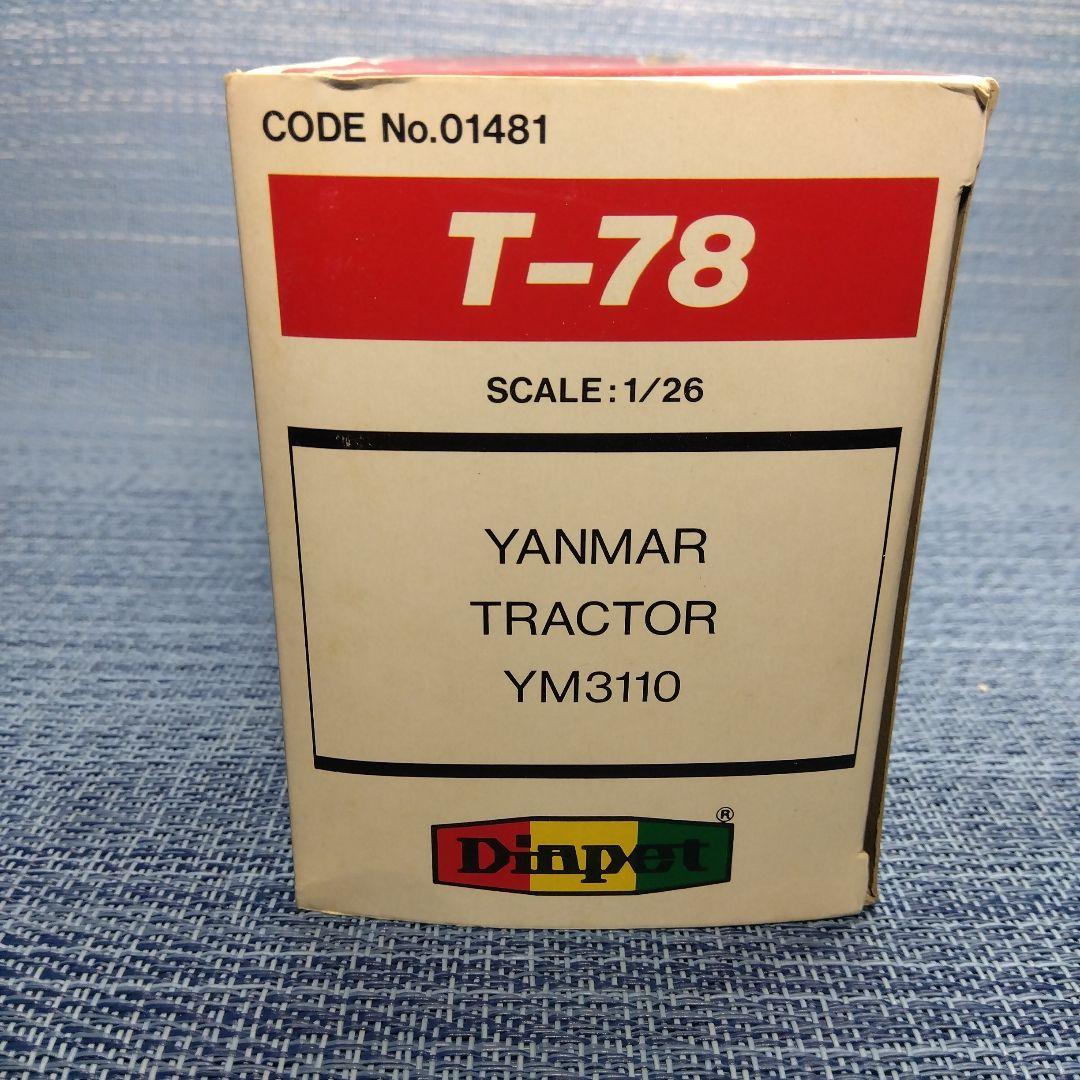 CODE No.01481
T-78
SCALE:1/26
YANMAR
TRACTOR
YM3110
Diapet ®